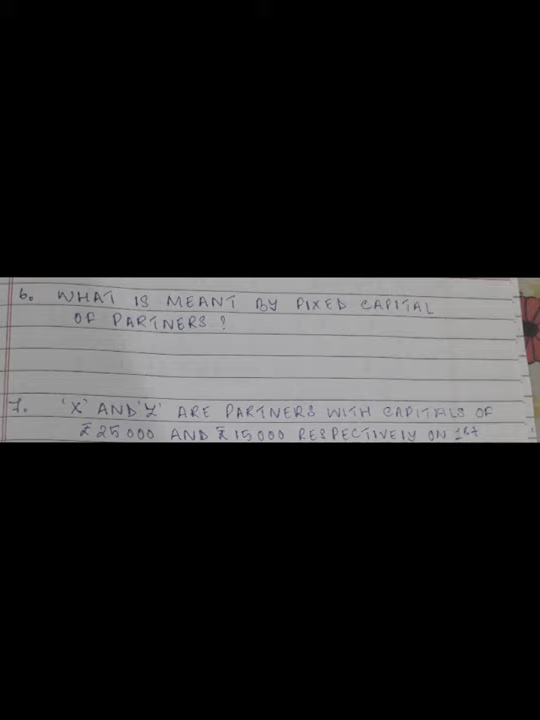 6. WHAT IS MEANT BY FIXED CAPITAL
OF PARTNERS?
7. 'X' AND 'Y' ARE PARTNERS WITH CAPITALS OF
₹25000 AND ₹15000 RESPECTIVELY ON 1st